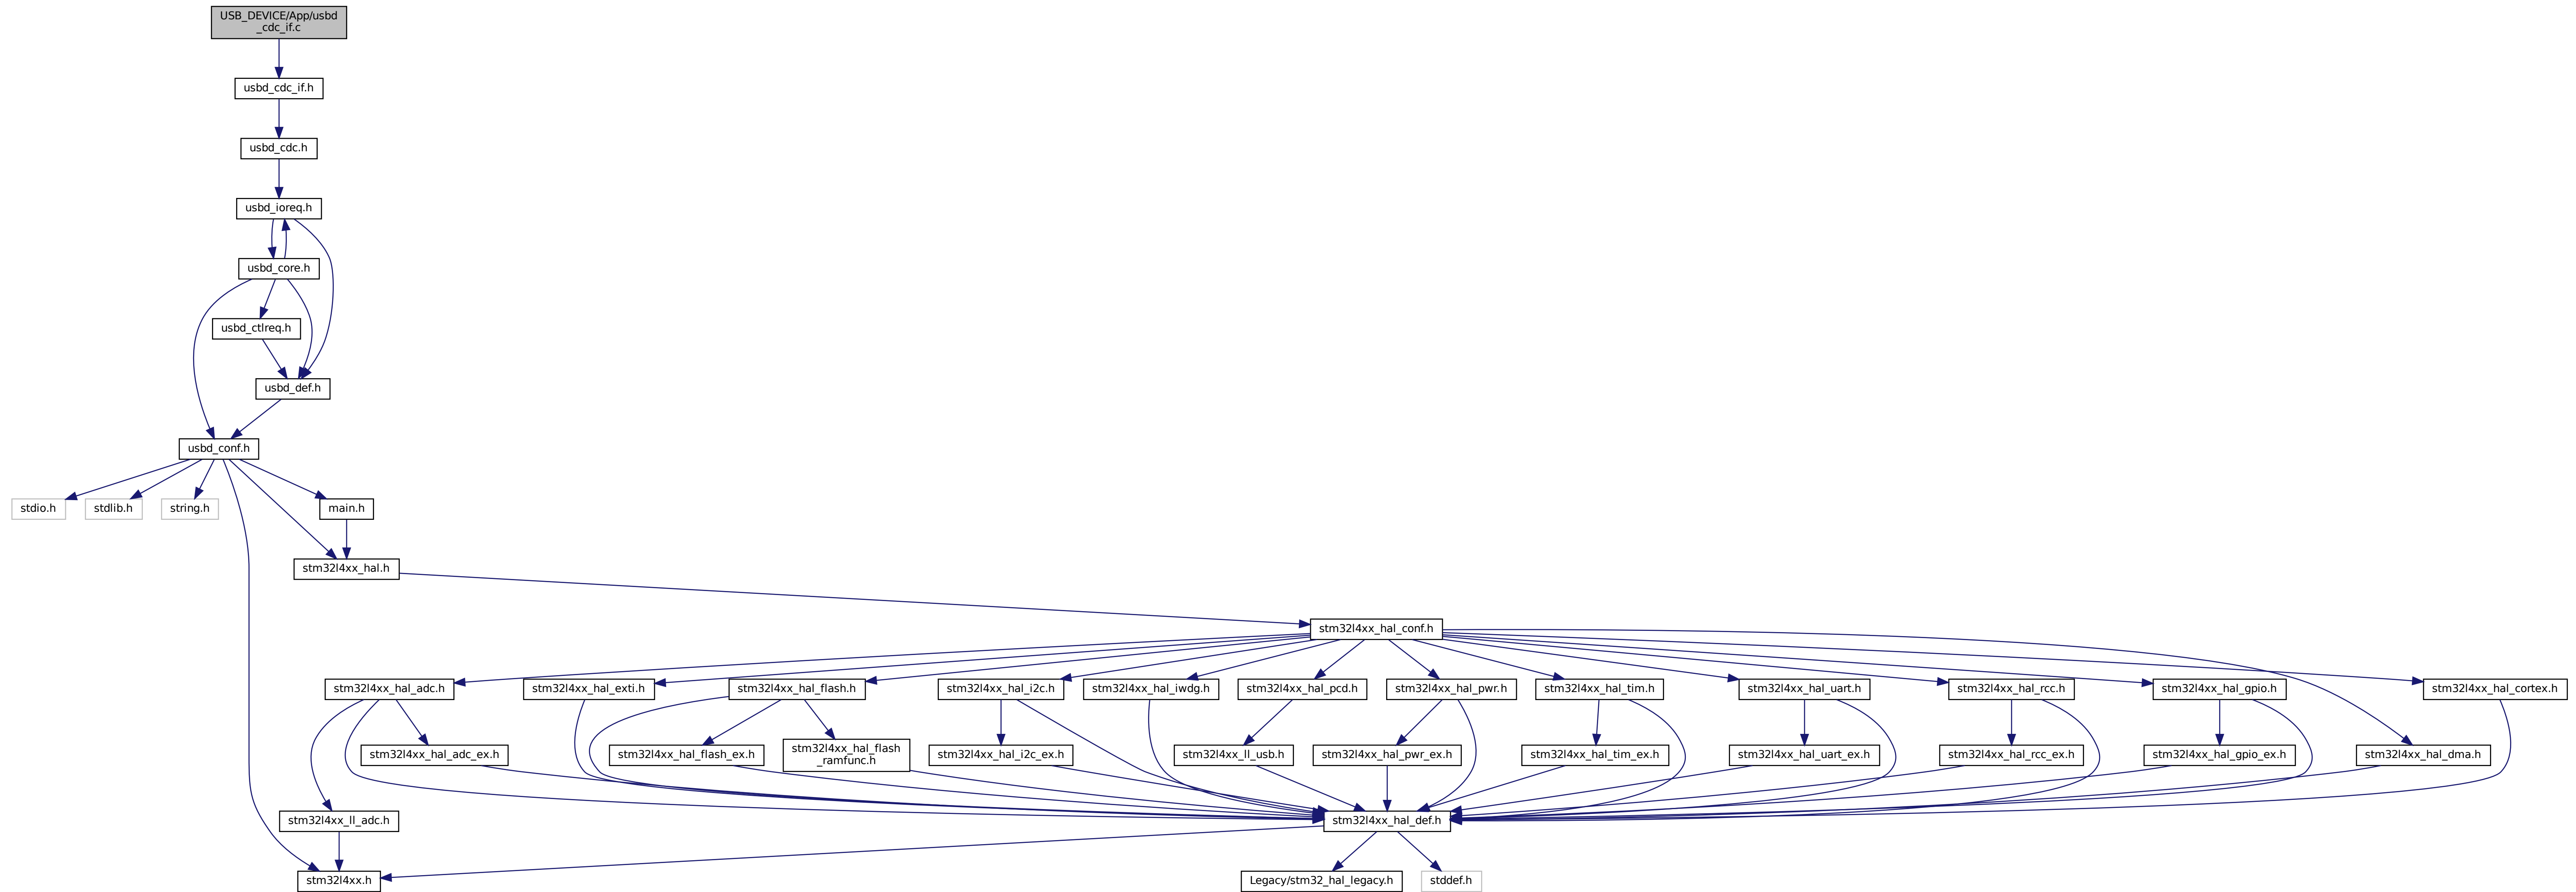 USB_DEVICE/App/usbd
_cdc_if.c
usbd_cdc_if.h
usbd_cdc.h
usbd_ioreq.h
usbd_core.h
usbd_ctlreq.h
usbd_def.h
usbd_conf.h
stdio.h
stdlib.h
string.h
main.h
stm32l4xx_hal.h
stm32l4xx_hal_conf.h
stm32l4xx_hal_adc.h
stm32l4xx_hal_exti.h
stm32l4xx_hal_flash.h
stm32l4xx_hal_i2c.h
stm32l4xx_hal_iwdg.h
stm32l4xx_hal_pcd.h
stm32l4xx_hal_pwr.h
stm32l4xx_hal_tim.h
stm32l4xx_hal_uart.h
stm32l4xx_hal_rcc.h
stm32l4xx_hal_gpio.h
stm32l4xx_hal_cortex.h
stm32l4xx_hal_adc_ex.h
stm32l4xx_hal_flash_ex.h
stm32l4xx_hal_flash
_ramfunc.h
stm32l4xx_hal_i2c_ex.h
stm32l4xx_ll_usb.h
stm32l4xx_hal_pwr_ex.h
stm32l4xx_hal_tim_ex.h
stm32l4xx_hal_uart_ex.h
stm32l4xx_hal_rcc_ex.h
stm32l4xx_hal_gpio_ex.h
stm32l4xx_hal_dma.h
stm32l4xx_ll_adc.h
stm32l4xx_hal_def.h
stm32l4xx.h
Legacy/stm32_hal_legacy.h
stddef.h